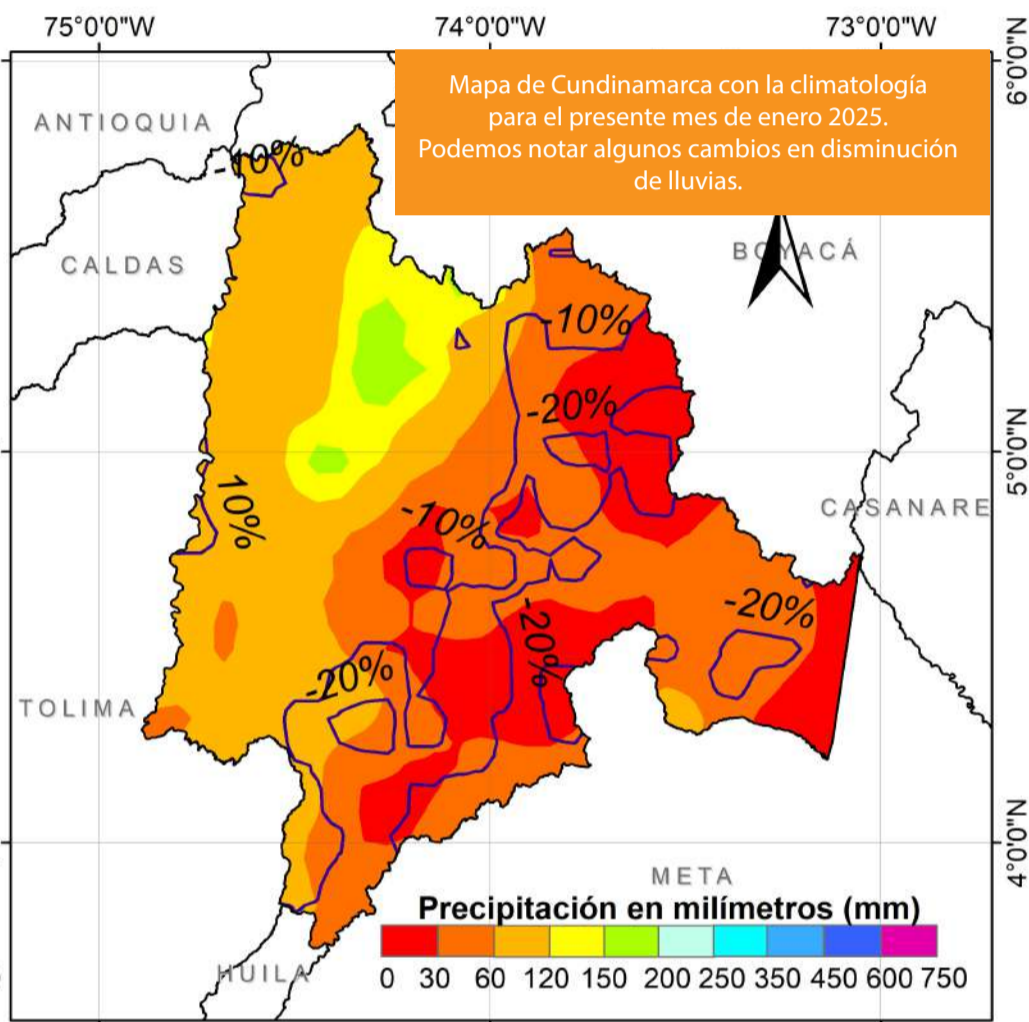 75°0'0"W 74°0'0"W 73°0'0"W
6°0'0"N
Mapa de Cundinamarca con la climatología
para el presente mes de enero 2025.
Podemos notar algunos cambios en disminución
de lluvias.
ANTIOQUIA
-10%
BOYACÁ
CALDAS
-10%
-20%
5°0'0"N
10%
-10%
CASANARE
-20%
-20%
-20%
TOLIMA
4°0'0"N
META
Precipitación en milímetros (mm)
0 30 60 120 150 200 250 350 450 600 750
HUILA